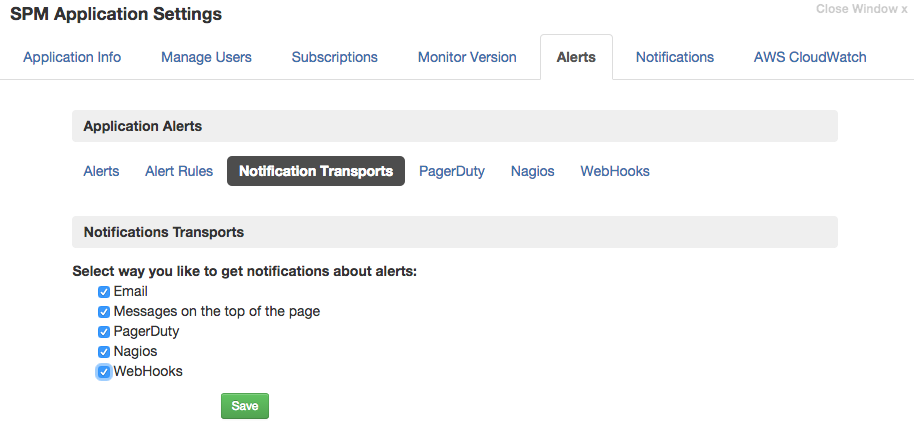 SPM Application Settings
Close Window x
Application Info Manage Users Subscriptions Monitor Version Alerts Notifications AWS CloudWatch
Application Alerts
Alerts Alert Rules Notification Transports PagerDuty Nagios WebHooks
Notifications Transports
Select way you like to get notifications about alerts:
Email
Messages on the top of the page
PagerDuty
Nagios
WebHooks
Save